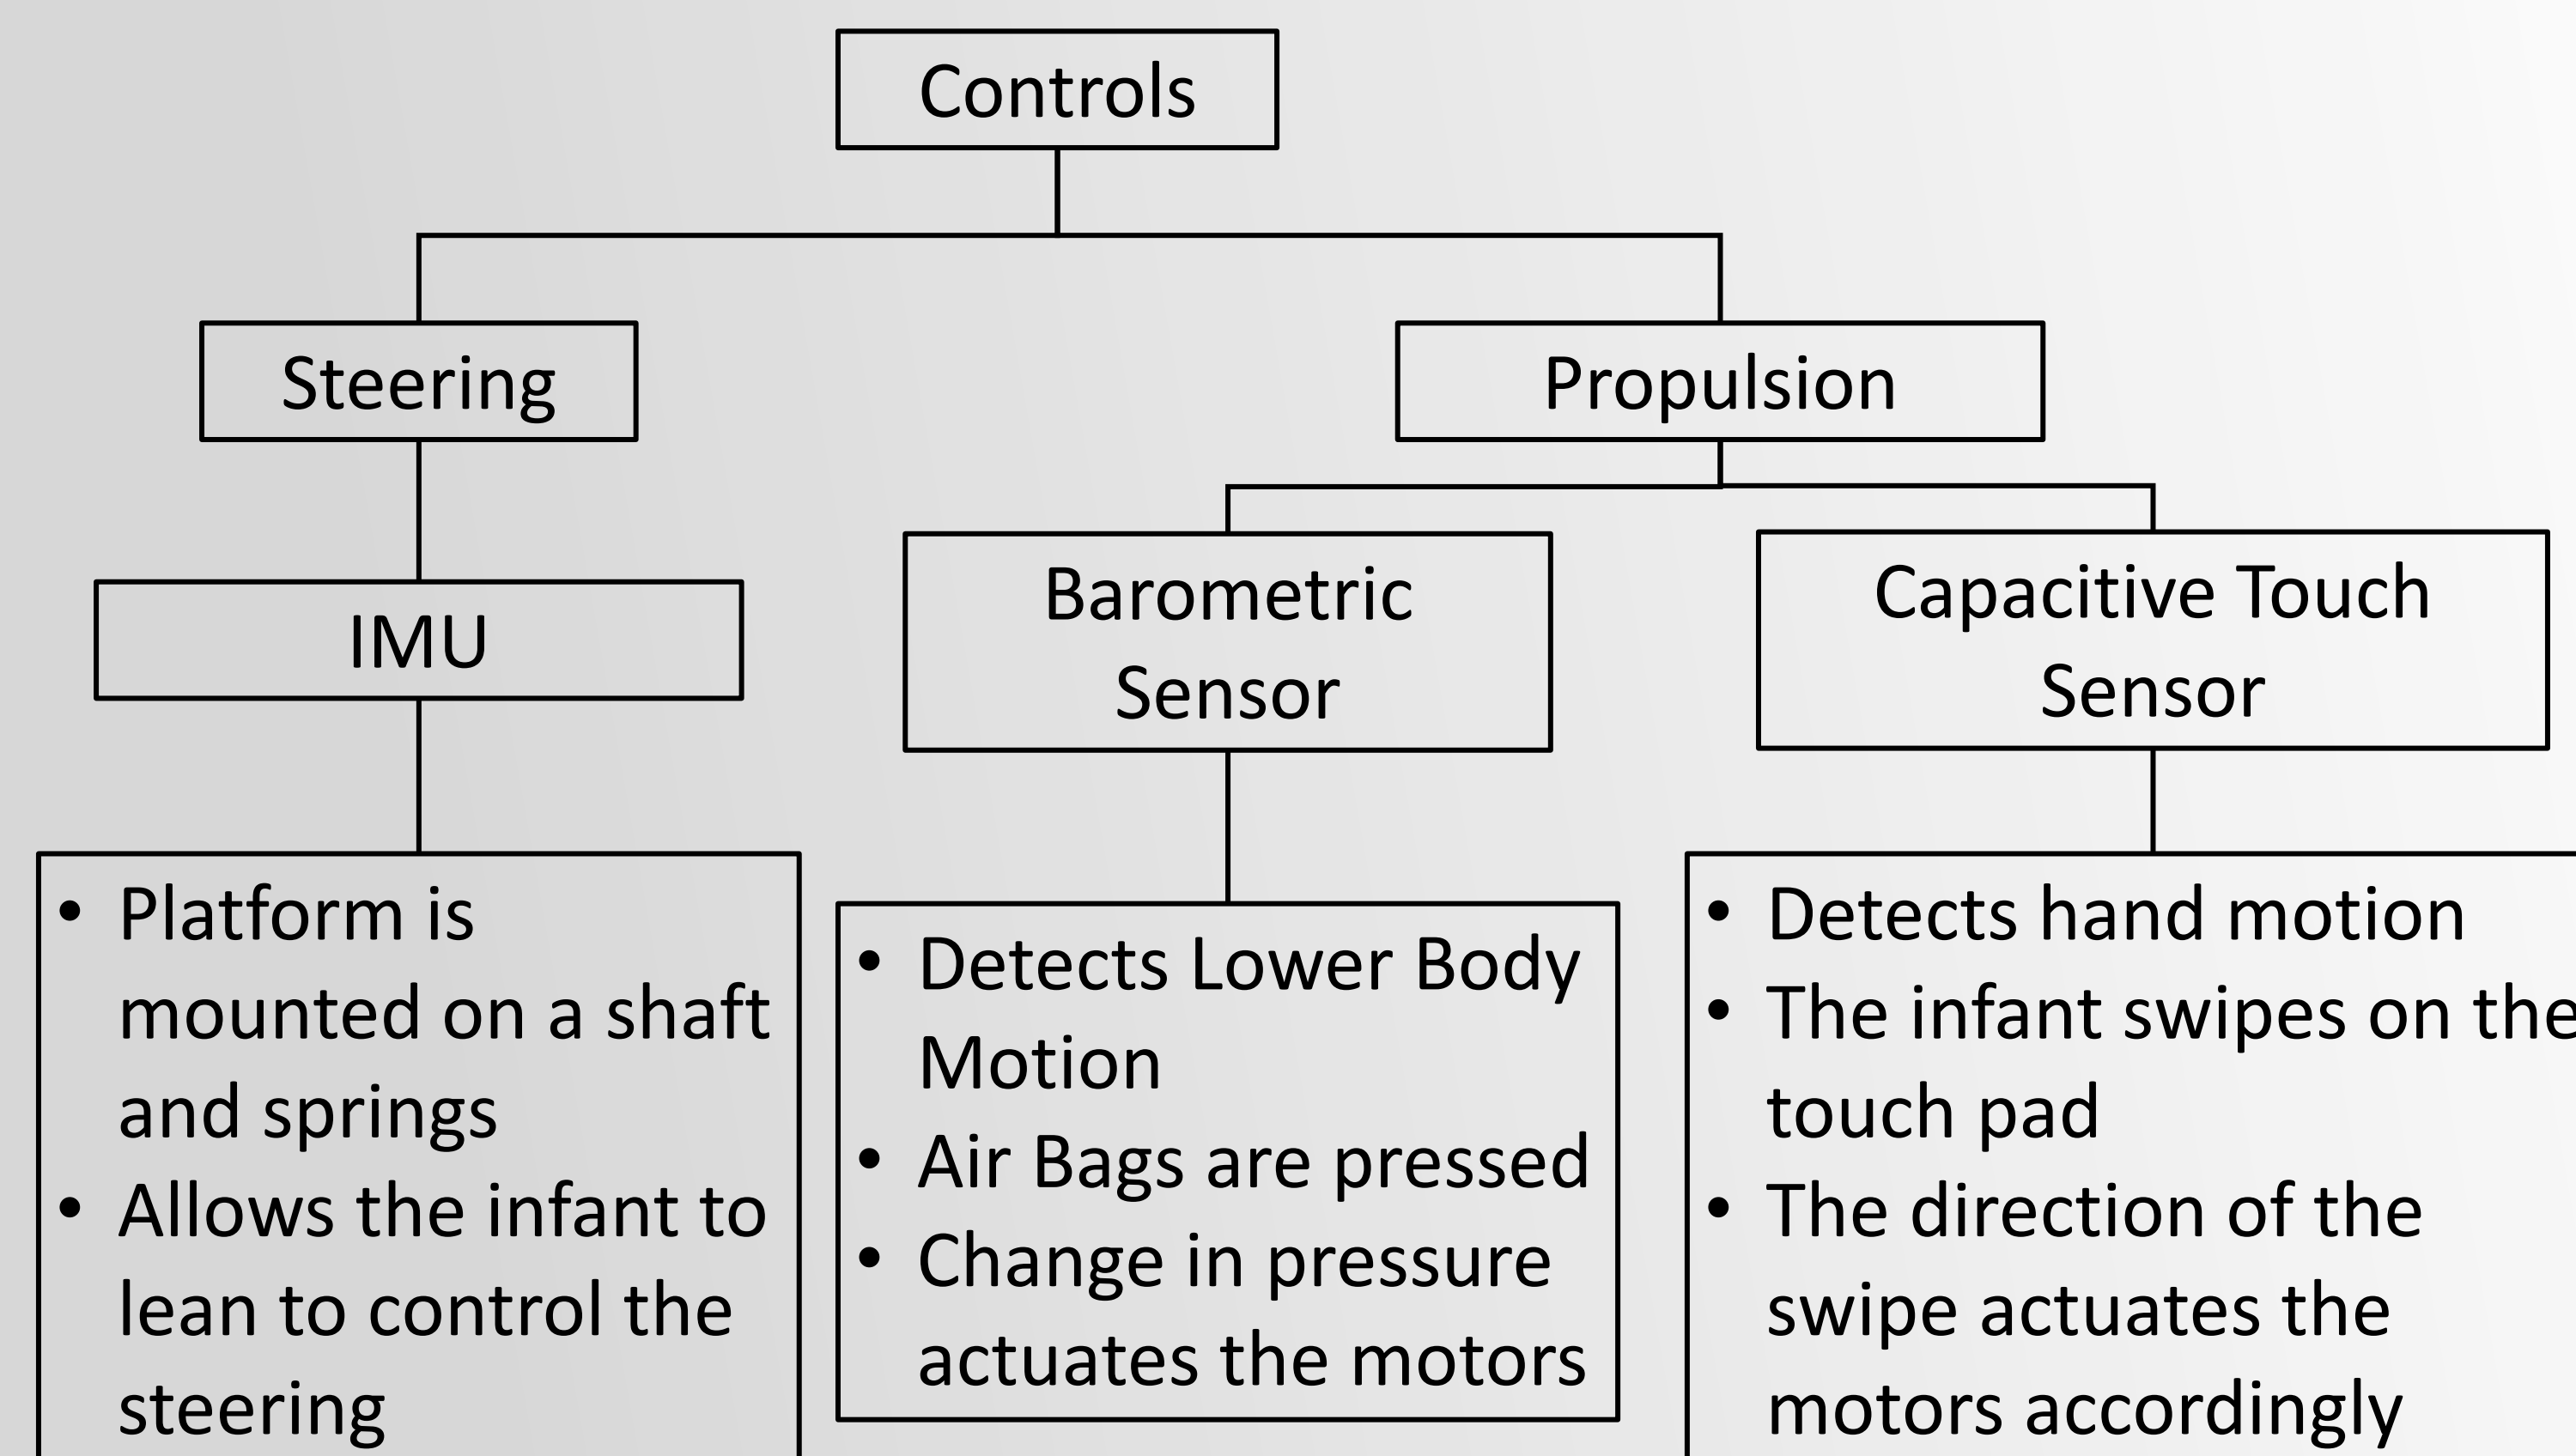 Controls
Steering
Propulsion
IMU
Barometric
Sensor
Capacitive Touch
Sensor
• Platform is
mounted on a shaft
and springs
• Allows the infant to
lean to control the
steering
• Detects Lower Body
Motion
• Air Bags are pressed
• Change in pressure
actuates the motors
• Detects hand motion
• The infant swipes on the
touch pad
• The direction of the
swipe actuates the
motors accordingly